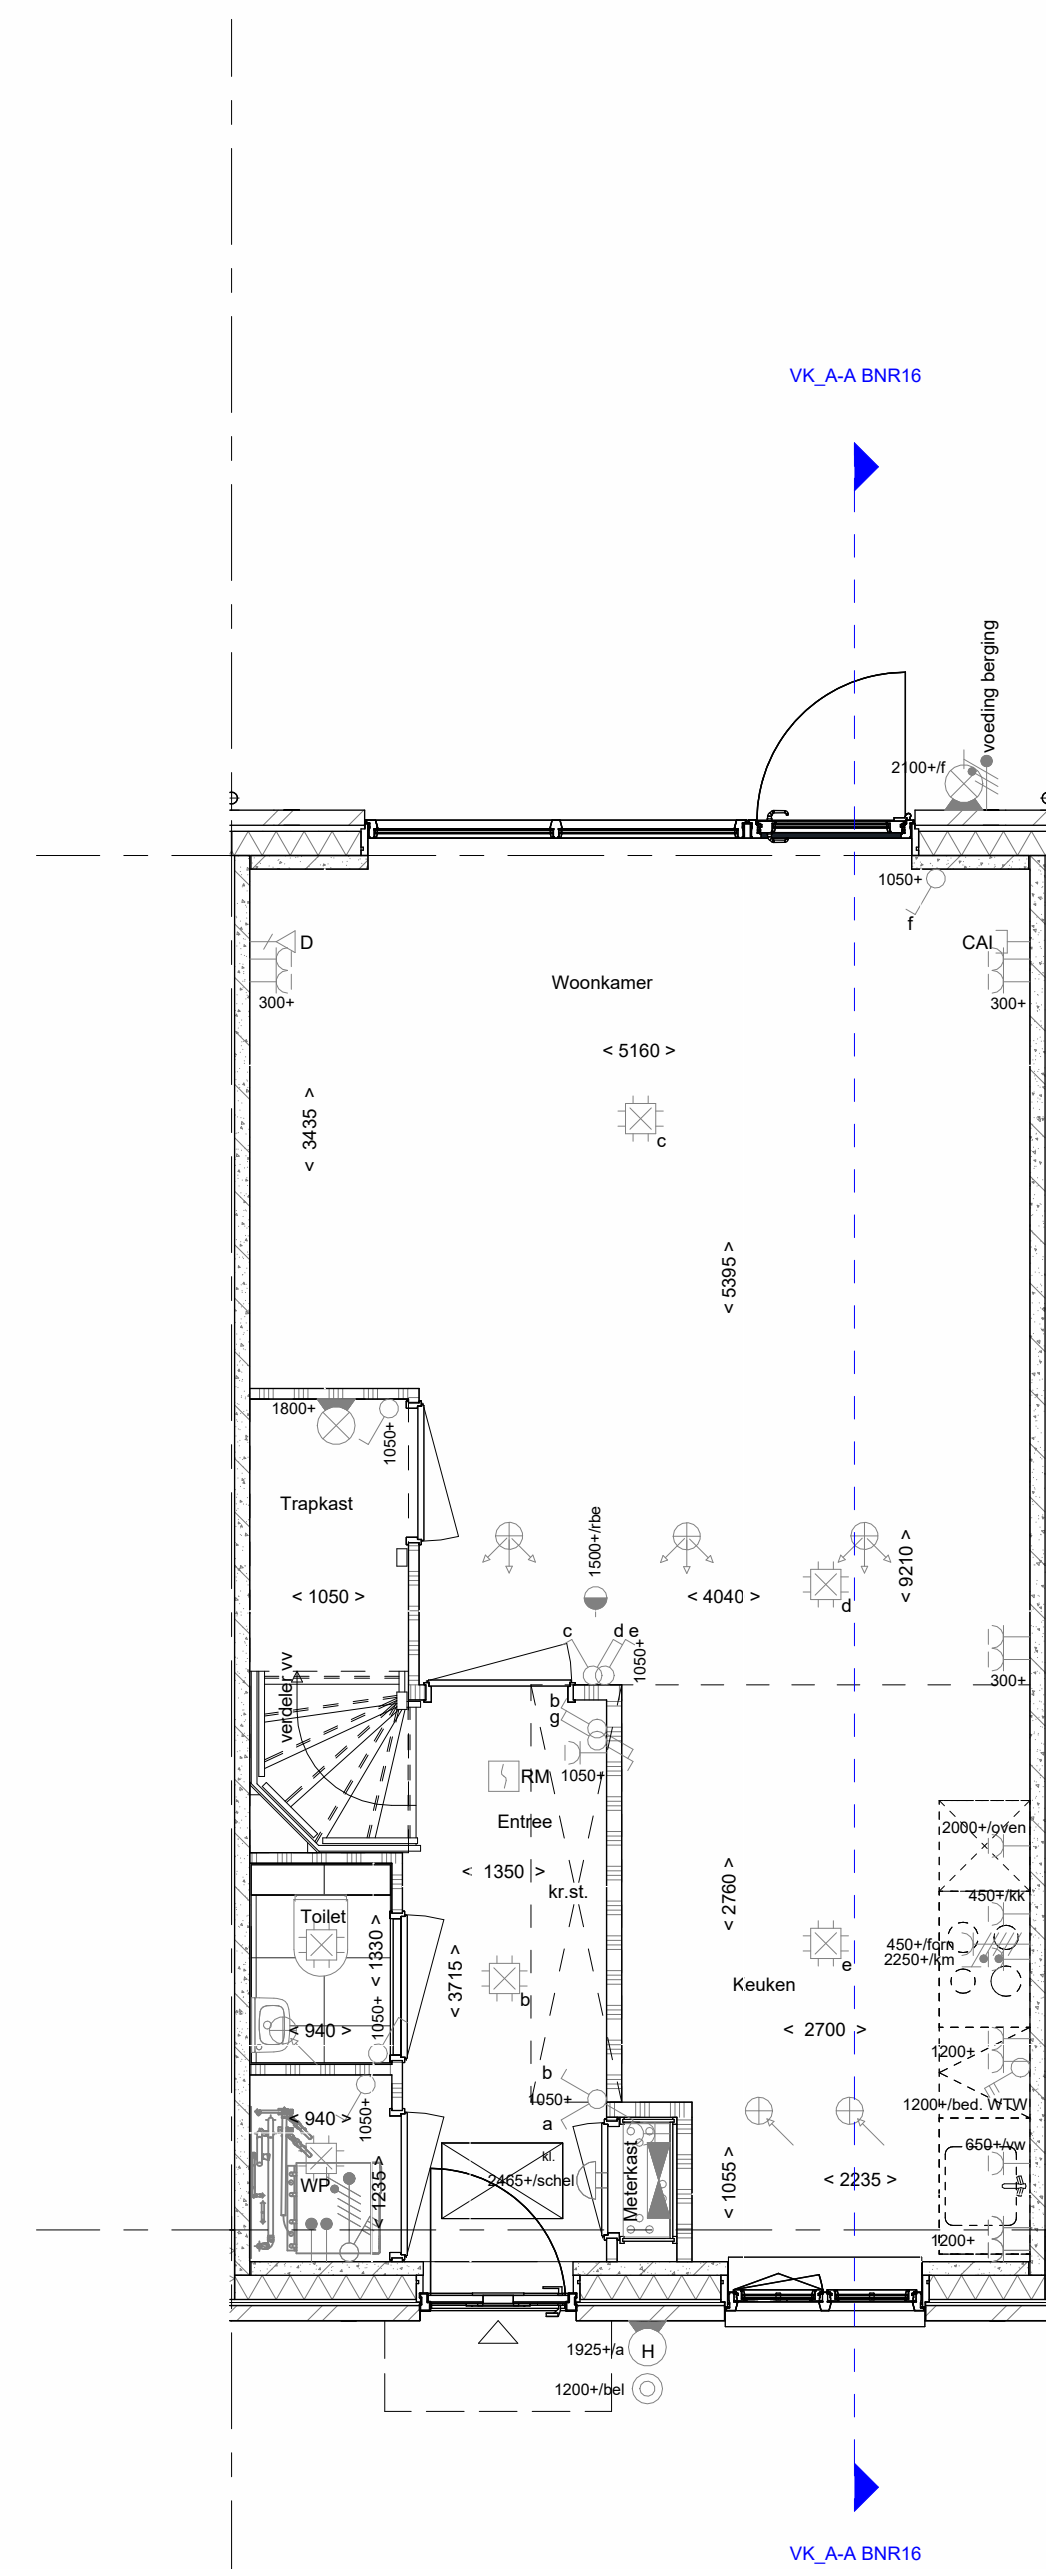 VK_A-A BNR16
voeding berging
2100+/f
1050+
f
D
CAI
300+
300+
Woonkamer
< 5160 >
< 3435 >
c
< 5395 >
1800+
1050+
Trapkast
1500+/rbe
< 1050 >
< 4040 >
< 9210 >
d
c
d e
1050+
300+
verdeler vv
b
g
RM
1050+
Entree
2000+/oven
< 1350 >
kr.st.
< 2760 >
450+/kk
Toilet
< 1330 >
450+/forn
2250+/km
< 3715 >
e
Keuken
b
1050+
< 940 >
< 2700 >
1200+
b
1050+
a
1200+/bed. WTW
< 940 >
1050+
650+/vw
kl.
2465+/schel
Meterkast
WP
< 1235 >
< 1055 >
< 2235 >
1200+
1925+/a
H
1200+/bel
VK_A-A BNR16